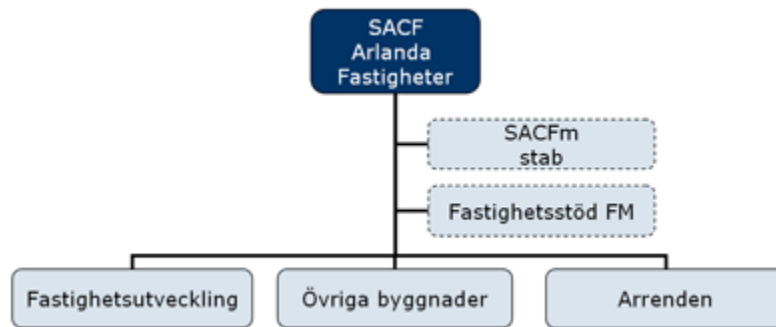 SACF
Arlanda
Fastigheter
SACFm
stab
Fastighetsstöd FM
Fastighetsutveckling
Övriga byggnader
Arrenden